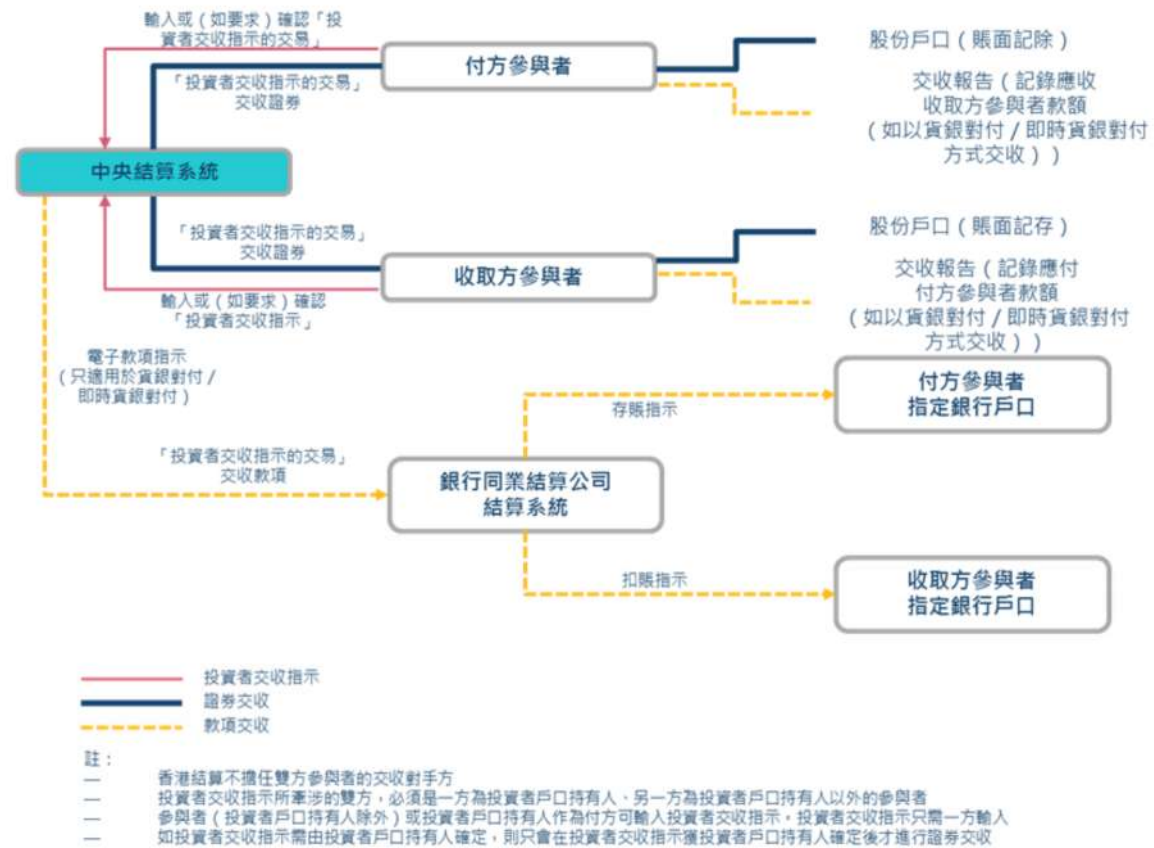 輸入或（如要求）確認「投
資者交收指示的交易」
付方參與者
股份戶口（賬面記除）
「投資者交收指示的交易」
交收證券
交收報告（記錄應收
收取方參與者款額
（如以貨銀對付/即時貨銀對付
方式交收））
中央結算系統
「投資者交收指示的交易」
交收證券
股份戶口（賬面記存）
收取方參與者
交收報告（記錄應付
付方參與者款額
（如以貨銀對付/即時貨銀對付
方式交收））
輸入或（如要求）確認
「投資者交收指示」
電子款項指示
（只適用於貨銀對付/
即時貨銀對付）
付方參與者
指定銀行戶口
存賬指示
「投資者交收指示的交易」
交收款項
銀行同業結算公司
結算系統
扣賬指示
收取方參與者
指定銀行戶口
投資者交收指示
證券交收
款項交收
註：
— 香港結算不擔任雙方參與者的交收對手方
— 投資者交收指示所牽涉的雙方，必須是一方為投資者戶口持有人、另一方為投資者戶口持有人以外的參與者
— 參與者（投資者戶口持有人除外）或投資者戶口持有人作為付方可輸入投資者交收指示。投資者交收指示只需一方輸入
— 如投資者交收指示需由投資者戶口持有人確定，則只會在投資者交收指示獲投資者戶口持有人確定後才進行證券交收